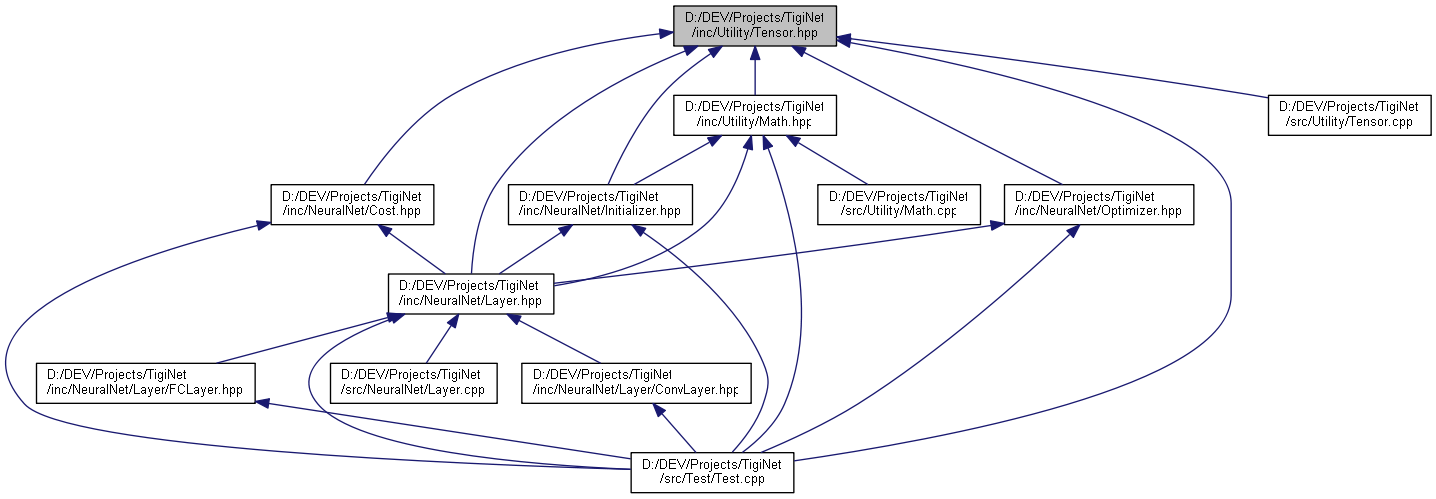 D:/DEV/Projects/TigiNet
/inc/Utility/Tensor.hpp
D:/DEV/Projects/TigiNet
/inc/Utility/Math.hpp
D:/DEV/Projects/TigiNet
/src/Utility/Tensor.cpp
D:/DEV/Projects/TigiNet
/inc/NeuralNet/Cost.hpp
D:/DEV/Projects/TigiNet
/inc/NeuralNet/Initializer.hpp
D:/DEV/Projects/TigiNet
/src/Utility/Math.cpp
D:/DEV/Projects/TigiNet
/inc/NeuralNet/Optimizer.hpp
D:/DEV/Projects/TigiNet
/inc/NeuralNet/Layer.hpp
D:/DEV/Projects/TigiNet
/inc/NeuralNet/Layer/FCLayer.hpp
D:/DEV/Projects/TigiNet
/src/NeuralNet/Layer.cpp
D:/DEV/Projects/TigiNet
/inc/NeuralNet/Layer/ConvLayer.hpp
D:/DEV/Projects/TigiNet
/src/Test/Test.cpp